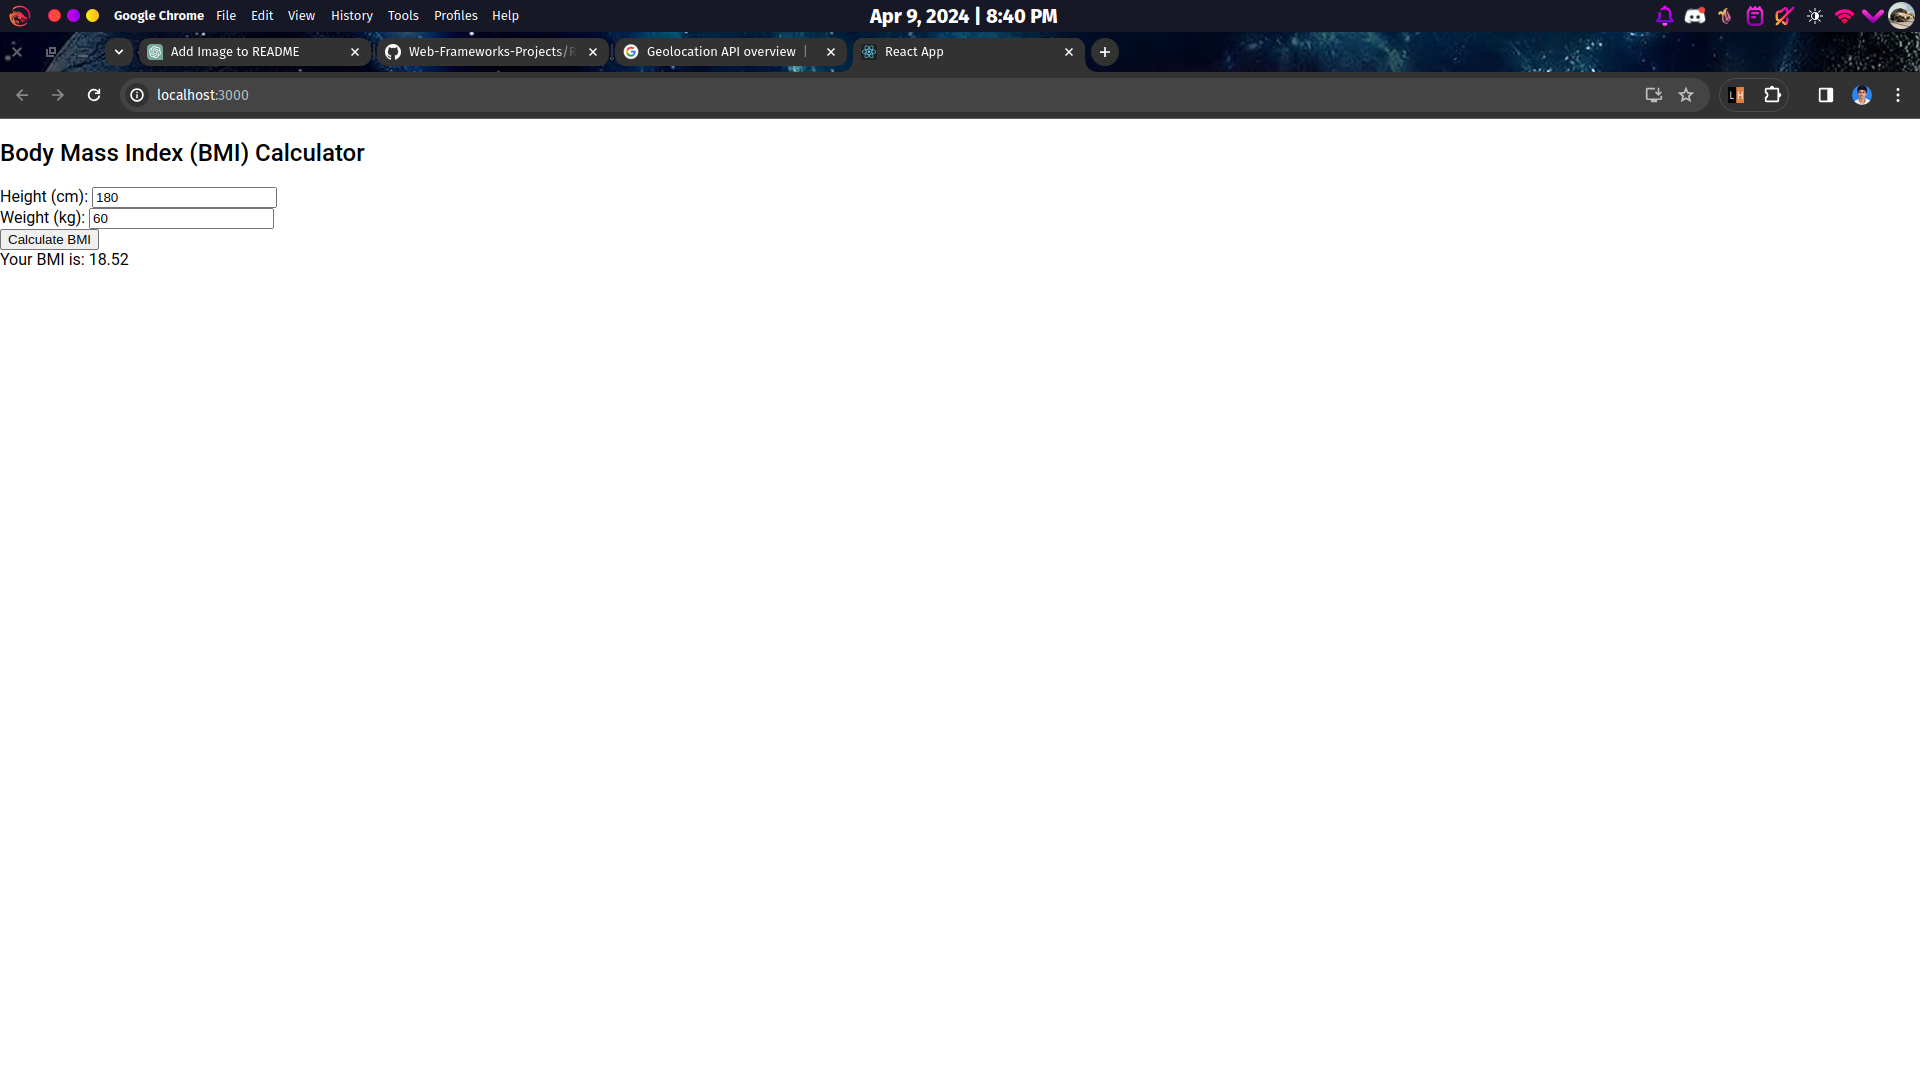 Google Chrome File Edit View History Tools Profiles Help Apr 9, 2024 | 8:40 PM
Add Image to README Web-Frameworks-Projects/R Geolocation API overview | React App
localhost:3000
L H
Body Mass Index (BMI) Calculator
Height (cm): 180
Weight (kg): 60
Calculate BMI
Your BMI is: 18.52